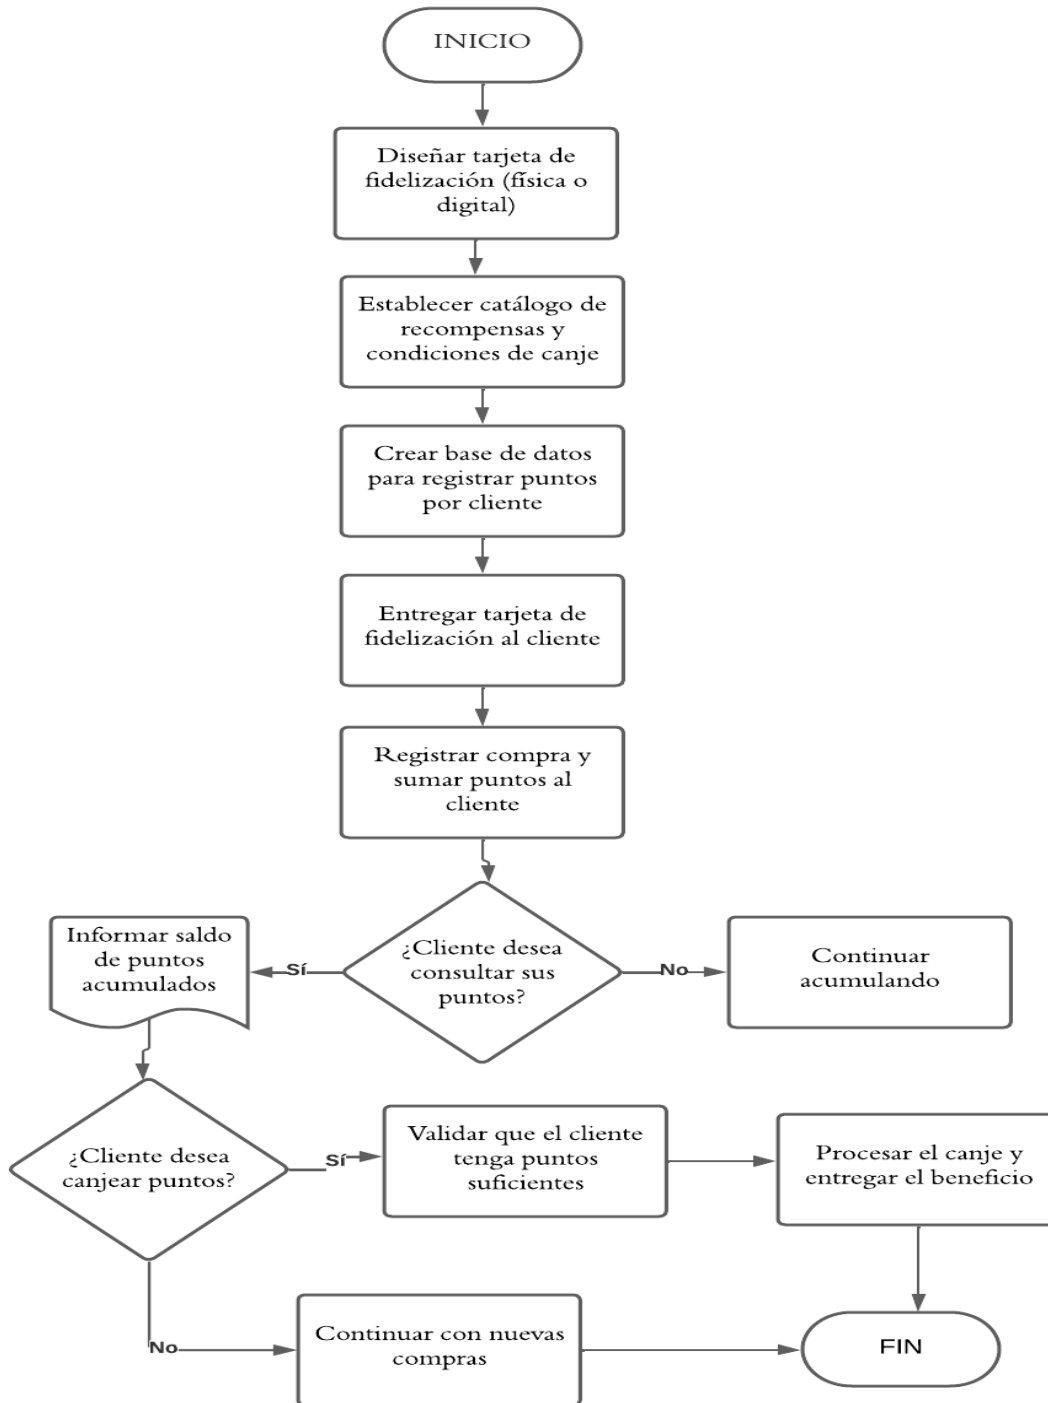 INICIO
Diseñar tarjeta de
fidelización (física o
digital)
Establecer catálogo de
recompensas y
condiciones de canje
Crear base de datos
para registrar puntos
por cliente
Entregar tarjeta de
fidelización al cliente
Registrar compra y
sumar puntos al
cliente
¿Cliente desea
consultar sus
puntos?
Sí
No
Informar saldo
de puntos
acumulados
Continuar
acumulando
¿Cliente desea
canjear puntos?
Sí
Validar que el cliente
tenga puntos
suficientes
Procesar el canje y
entregar el beneficio
No
Continuar con nuevas
compras
FIN